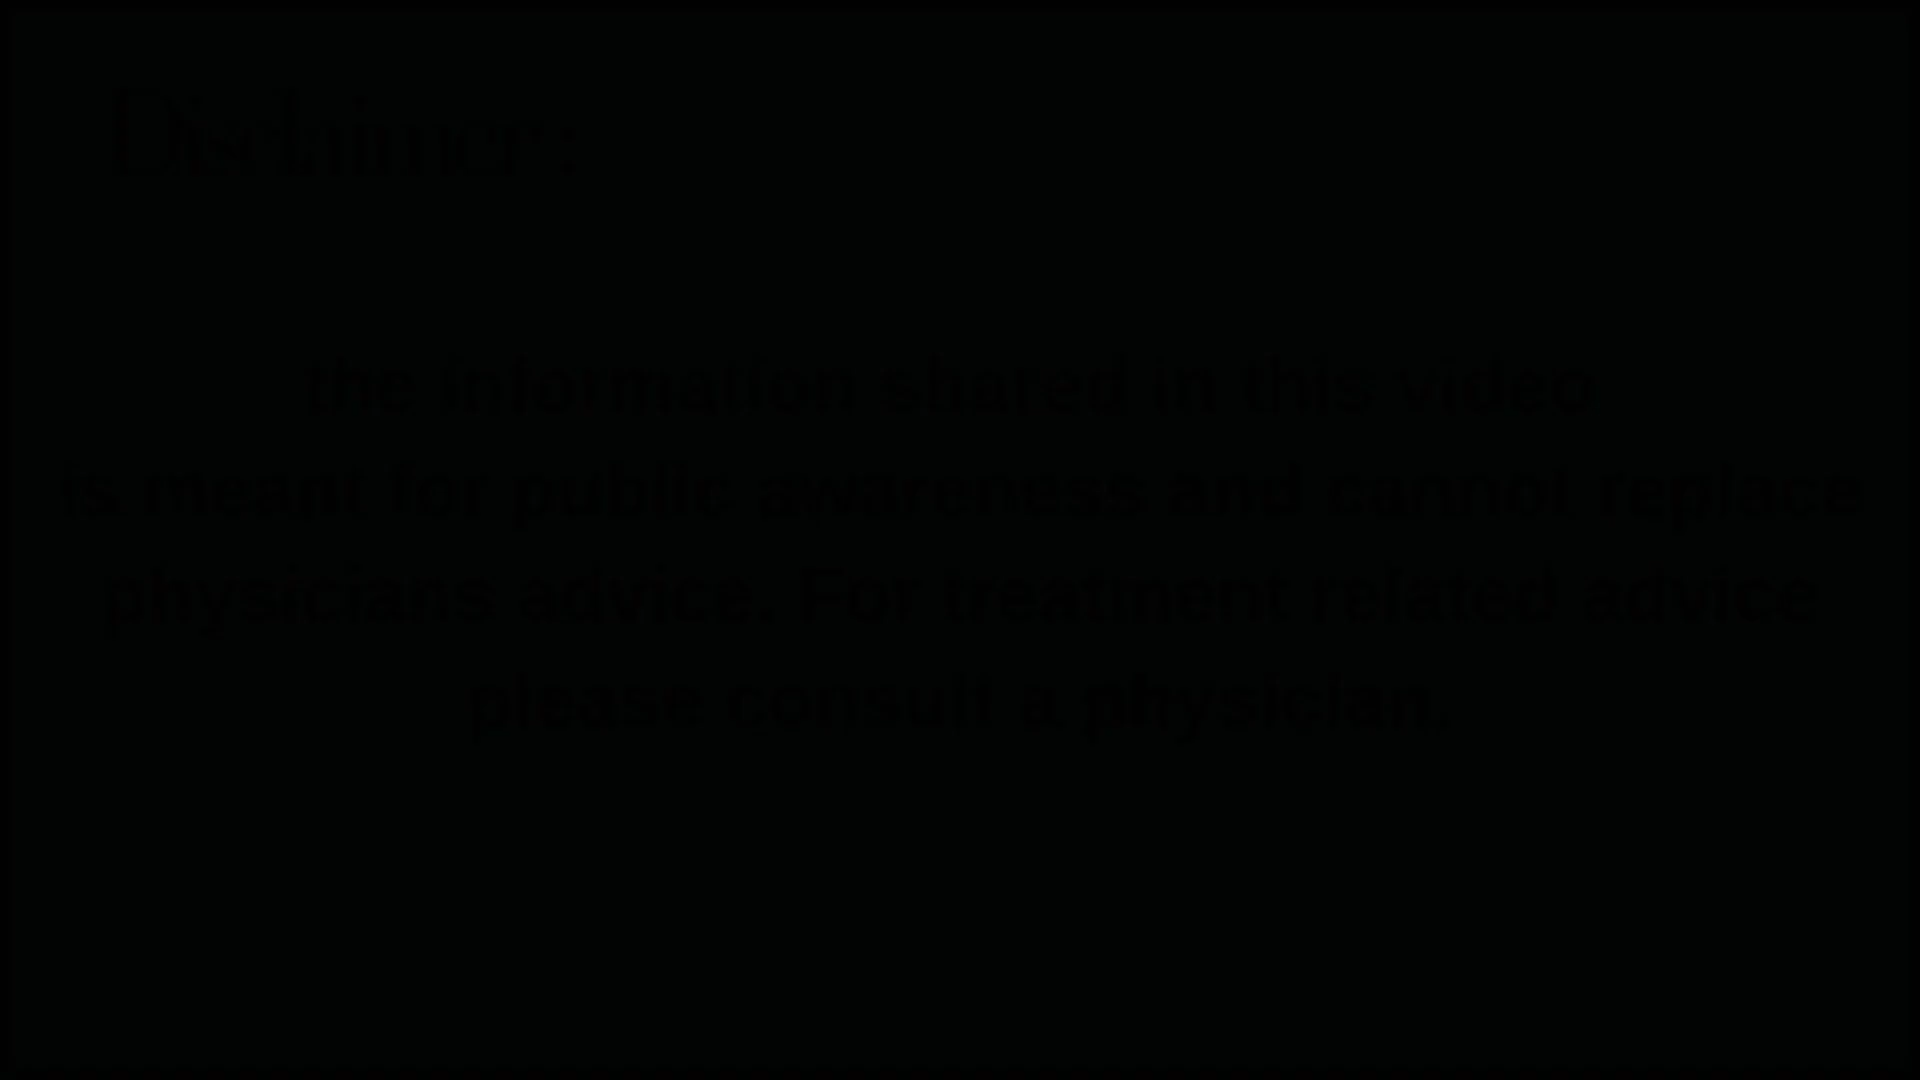 Disclaimer :
the information shared in this video
is meant for public awareness and cannot replace
physicians advice. For treatment related advice
please consult a physician.